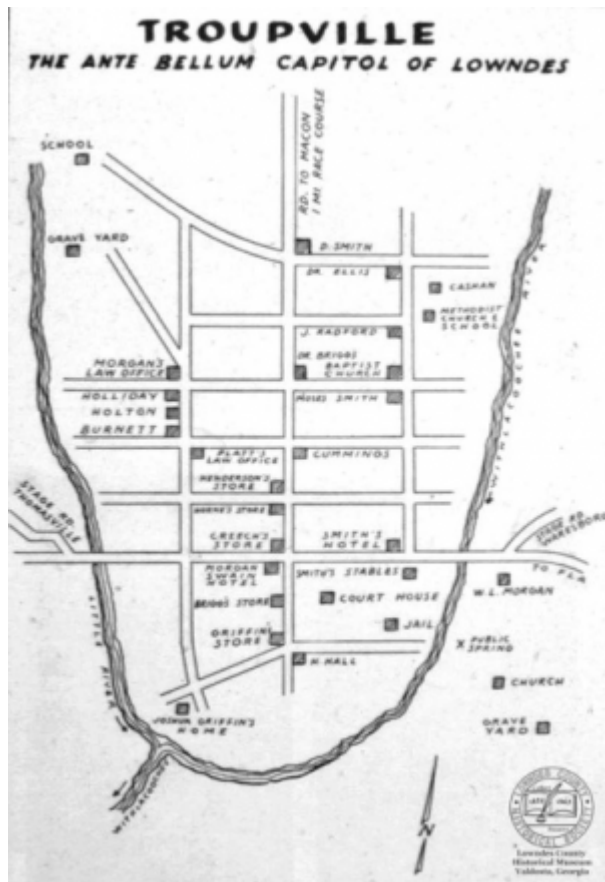 TROUPVILLE
THE ANTE BELLUM CAPITOL OF LOWNDES
SCHOOL
RD. TO MACON
1 MI. RACE COURSE
GRAVE YARD
D. SMITH
DR. ELLIS
CASHAN
METHODIST
CHURCH &
SCHOOL
WITHLACOOCHEE RIVER
J. RADFORD
DR. BRIGGS
BAPTIST
CHURCH
MORGAN'S
LAW OFFICE
HOLLIDAY
HOLTON
BURNETT
MOSES SMITH
PLATT'S
LAW OFFICE
CUMMINGS
HENDERSON'S
STORE
STAGE RD.
THOMASVILLE
STORE
CREECH'S
STORE
SMITH'S
HOTEL
STAGE RD.
WARESBORO
TO FLA
MORGAN
SWAIN
HOTEL
SMITH'S STABLES
W. L. MORGAN
BRIGG'S STORE
COURT HOUSE
LITTLE RIVER
GRIFFIN'S
STORE
JAIL
X PUBLIC
SPRING
H. HALL
CHURCH
JOSHUA GRIFFIN'S
HOME
GRAVE
YARD
N
Lowndes County
Historical Museum
Valdosta, Georgia